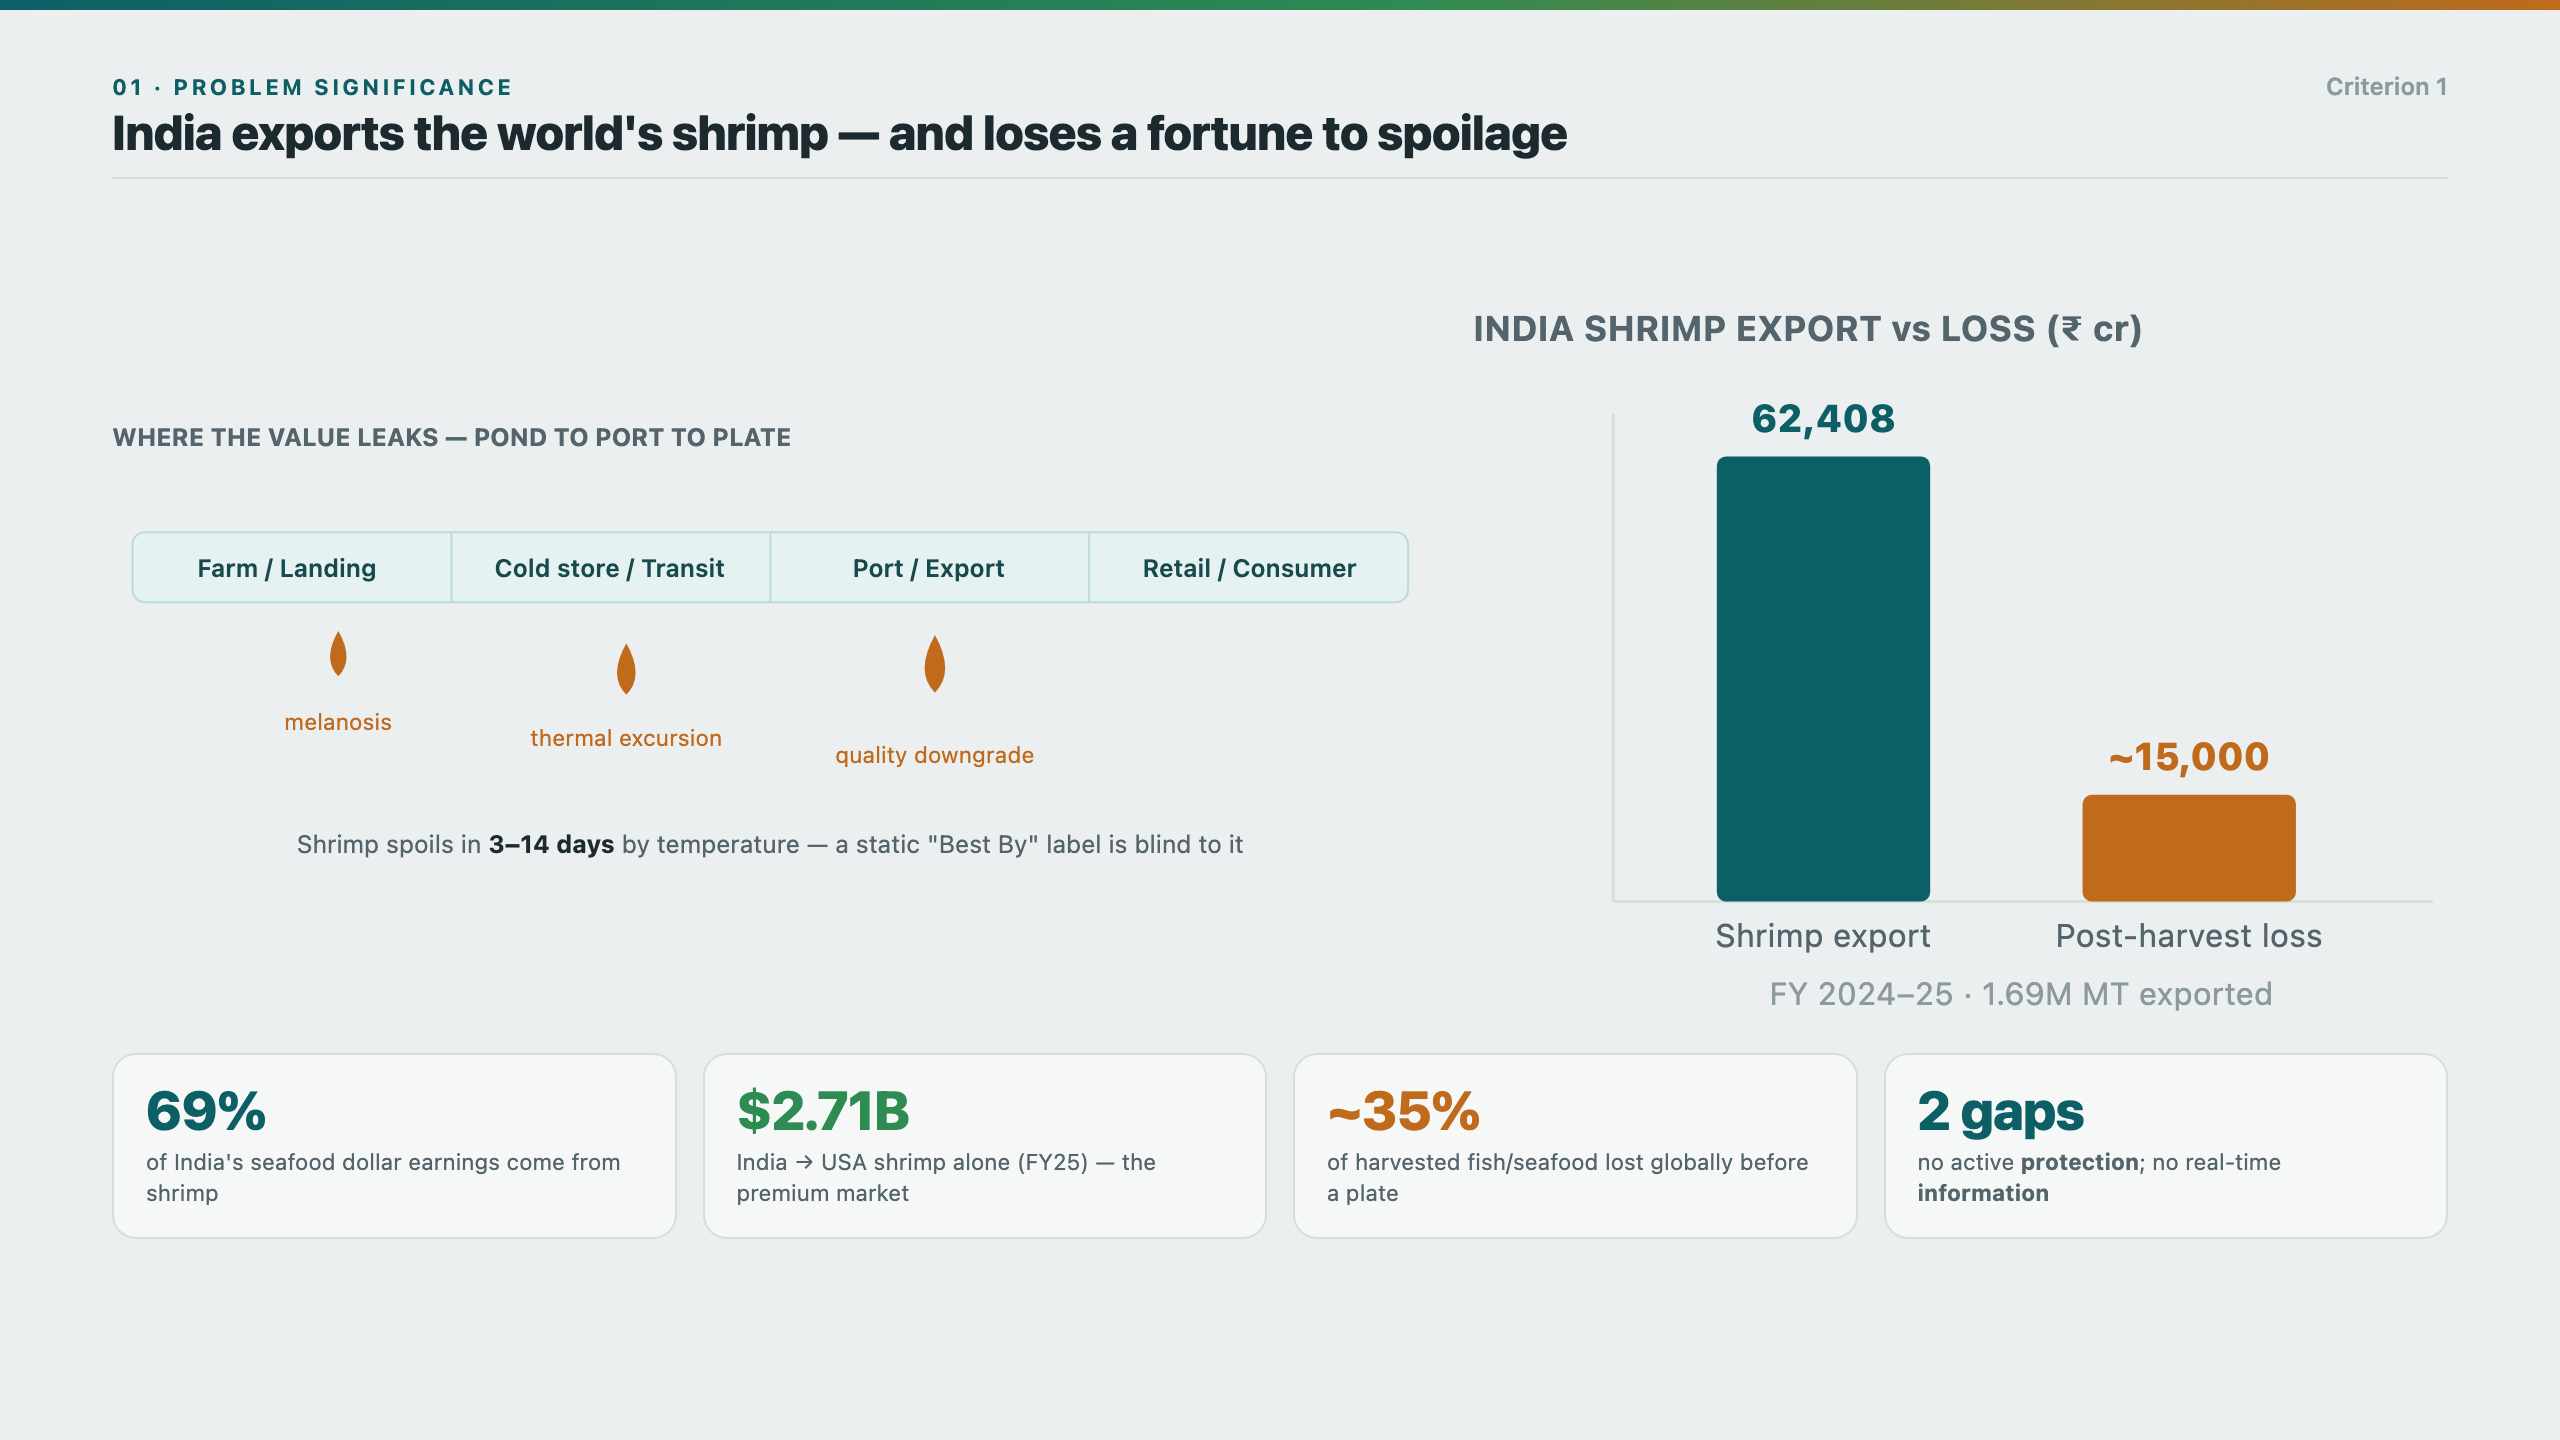 01 · PROBLEM SIGNIFICANCE
Criterion 1
India exports the world's shrimp — and loses a fortune to spoilage
WHERE THE VALUE LEAKS — POND TO PORT TO PLATE
Farm / Landing
Cold store / Transit
Port / Export
Retail / Consumer
melanosis
thermal excursion
quality downgrade
Shrimp spoils in 3–14 days by temperature — a static "Best By" label is blind to it
INDIA SHRIMP EXPORT vs LOSS (₹ cr)
62,408
~15,000
Shrimp export
Post-harvest loss
FY 2024–25 · 1.69M MT exported
69%
of India's seafood dollar earnings come from
shrimp
$2.71B
India → USA shrimp alone (FY25) — the
premium market
~35%
of harvested fish/seafood lost globally before
a plate
2 gaps
no active protection; no real-time
information